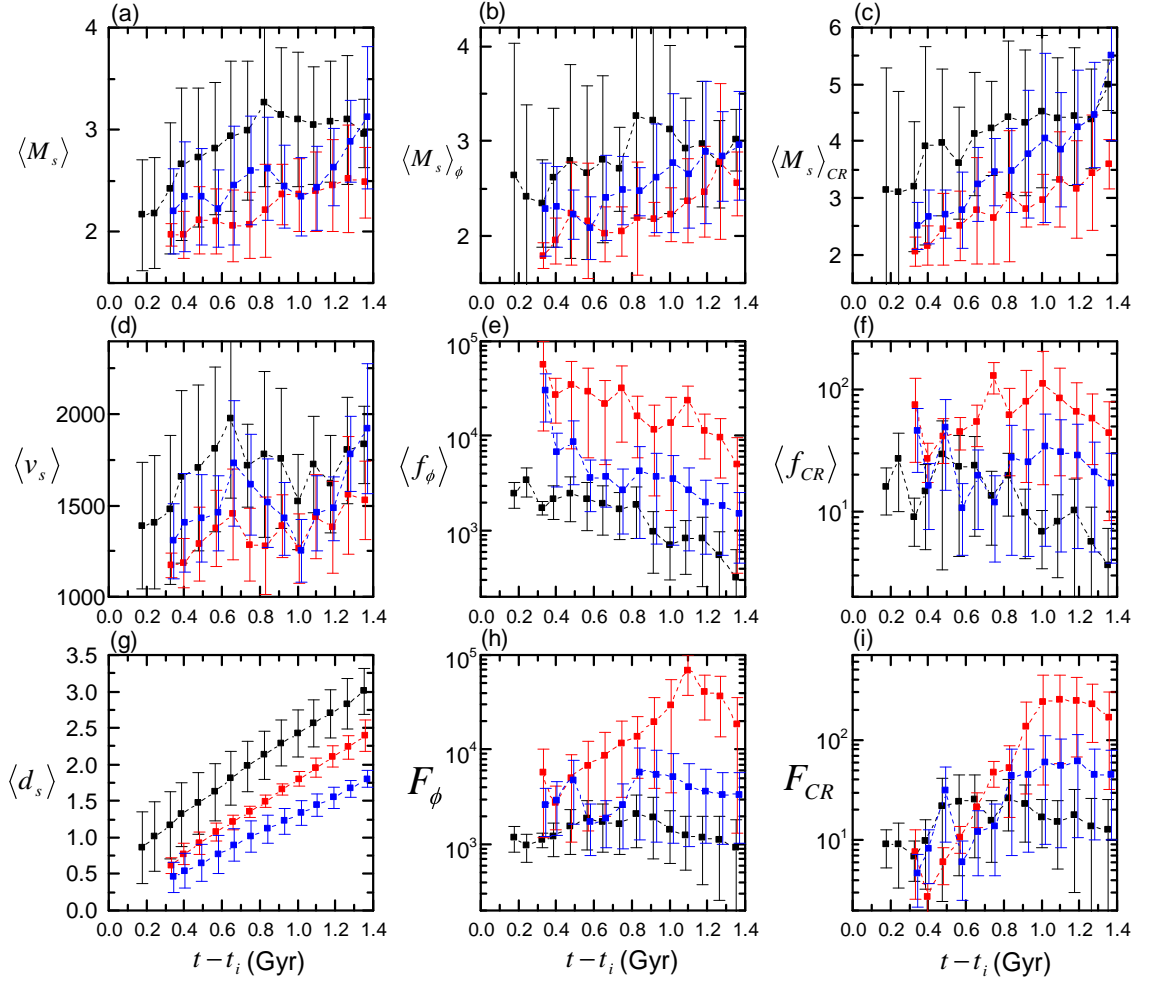 (a) (b) (c)
4 4 6
5
⟨M_s⟩ 3 ⟨M_s⟩_ϕ 3 ⟨M_s⟩_CR 4
3
2 2 2
0.0 0.2 0.4 0.6 0.8 1.0 1.2 1.4 0.0 0.2 0.4 0.6 0.8 1.0 1.2 1.4 0.0 0.2 0.4 0.6 0.8 1.0 1.2 1.4
(d) (e) (f)
10^5
2000 10^2
⟨v_s⟩ ⟨f_ϕ⟩ 10^4 ⟨f_CR⟩
1500 10^1
10^3
1000
0.0 0.2 0.4 0.6 0.8 1.0 1.2 1.4 0.0 0.2 0.4 0.6 0.8 1.0 1.2 1.4 0.0 0.2 0.4 0.6 0.8 1.0 1.2 1.4
(g) (h) (i)
3.5 10^5
3.0
2.5 10^2
⟨d_s⟩ 2.0 F_ϕ 10^4 F_CR
1.5
1.0 10^1
0.5 10^3
0.0
0.0 0.2 0.4 0.6 0.8 1.0 1.2 1.4 0.0 0.2 0.4 0.6 0.8 1.0 1.2 1.4 0.0 0.2 0.4 0.6 0.8 1.0 1.2 1.4
t − t_i (Gyr) t − t_i (Gyr) t − t_i (Gyr)